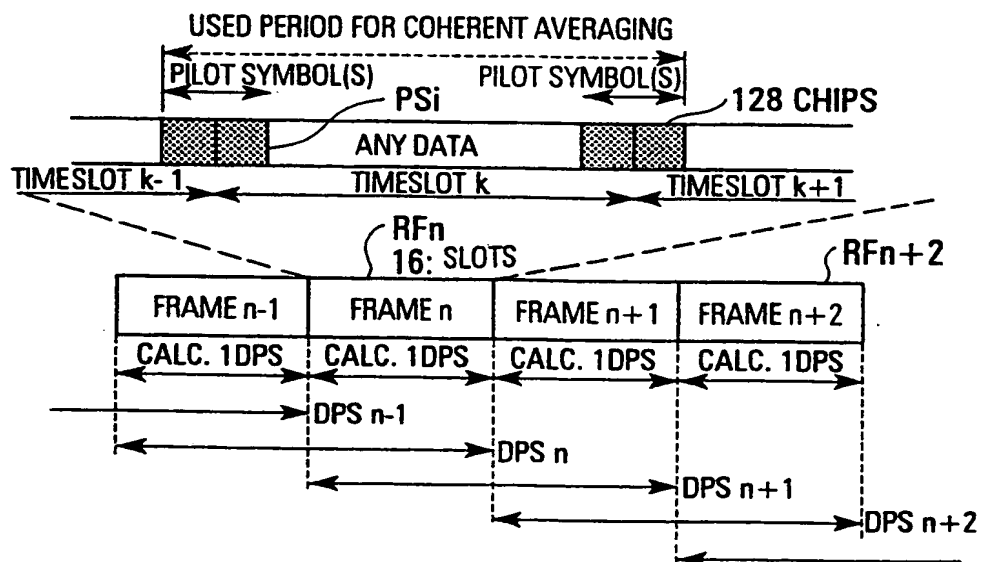 USED PERIOD FOR COHERENT AVERAGING
PILOT SYMBOL(S) PILOT SYMBOL(S)
PSi 128 CHIPS
ANY DATA
TIMESLOT k-1 TIMESLOT k TIMESLOT k+1
RFn
16: SLOTS RFn+2
FRAME n-1 FRAME n FRAME n+1 FRAME n+2
CALC. 1DPS CALC. 1DPS CALC. 1DPS CALC. 1DPS
DPS n-1
DPS n
DPS n+1
DPS n+2